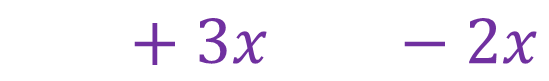 + 3x − 2x